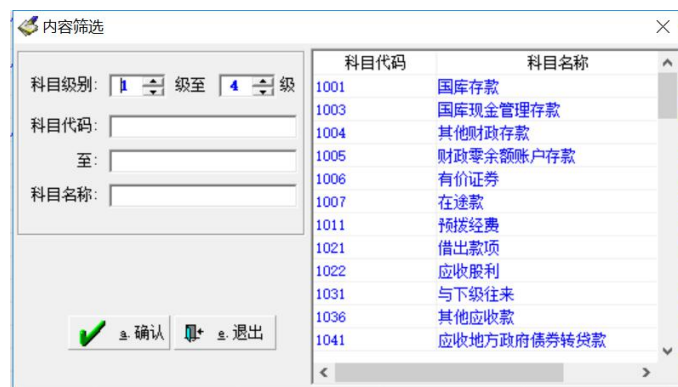 内容筛选
科目级别: 1 级至 4 级
科目代码:
至:
科目名称:
a.确认 e.退出
科目代码 科目名称
1001 国库存款
1003 国库现金管理存款
1004 其他财政存款
1005 财政零余额账户存款
1006 有价证券
1007 在途款
1011 预拨经费
1021 借出款项
1022 应收股利
1031 与下级往来
1036 其他应收款
1041 应收地方政府债券转贷款